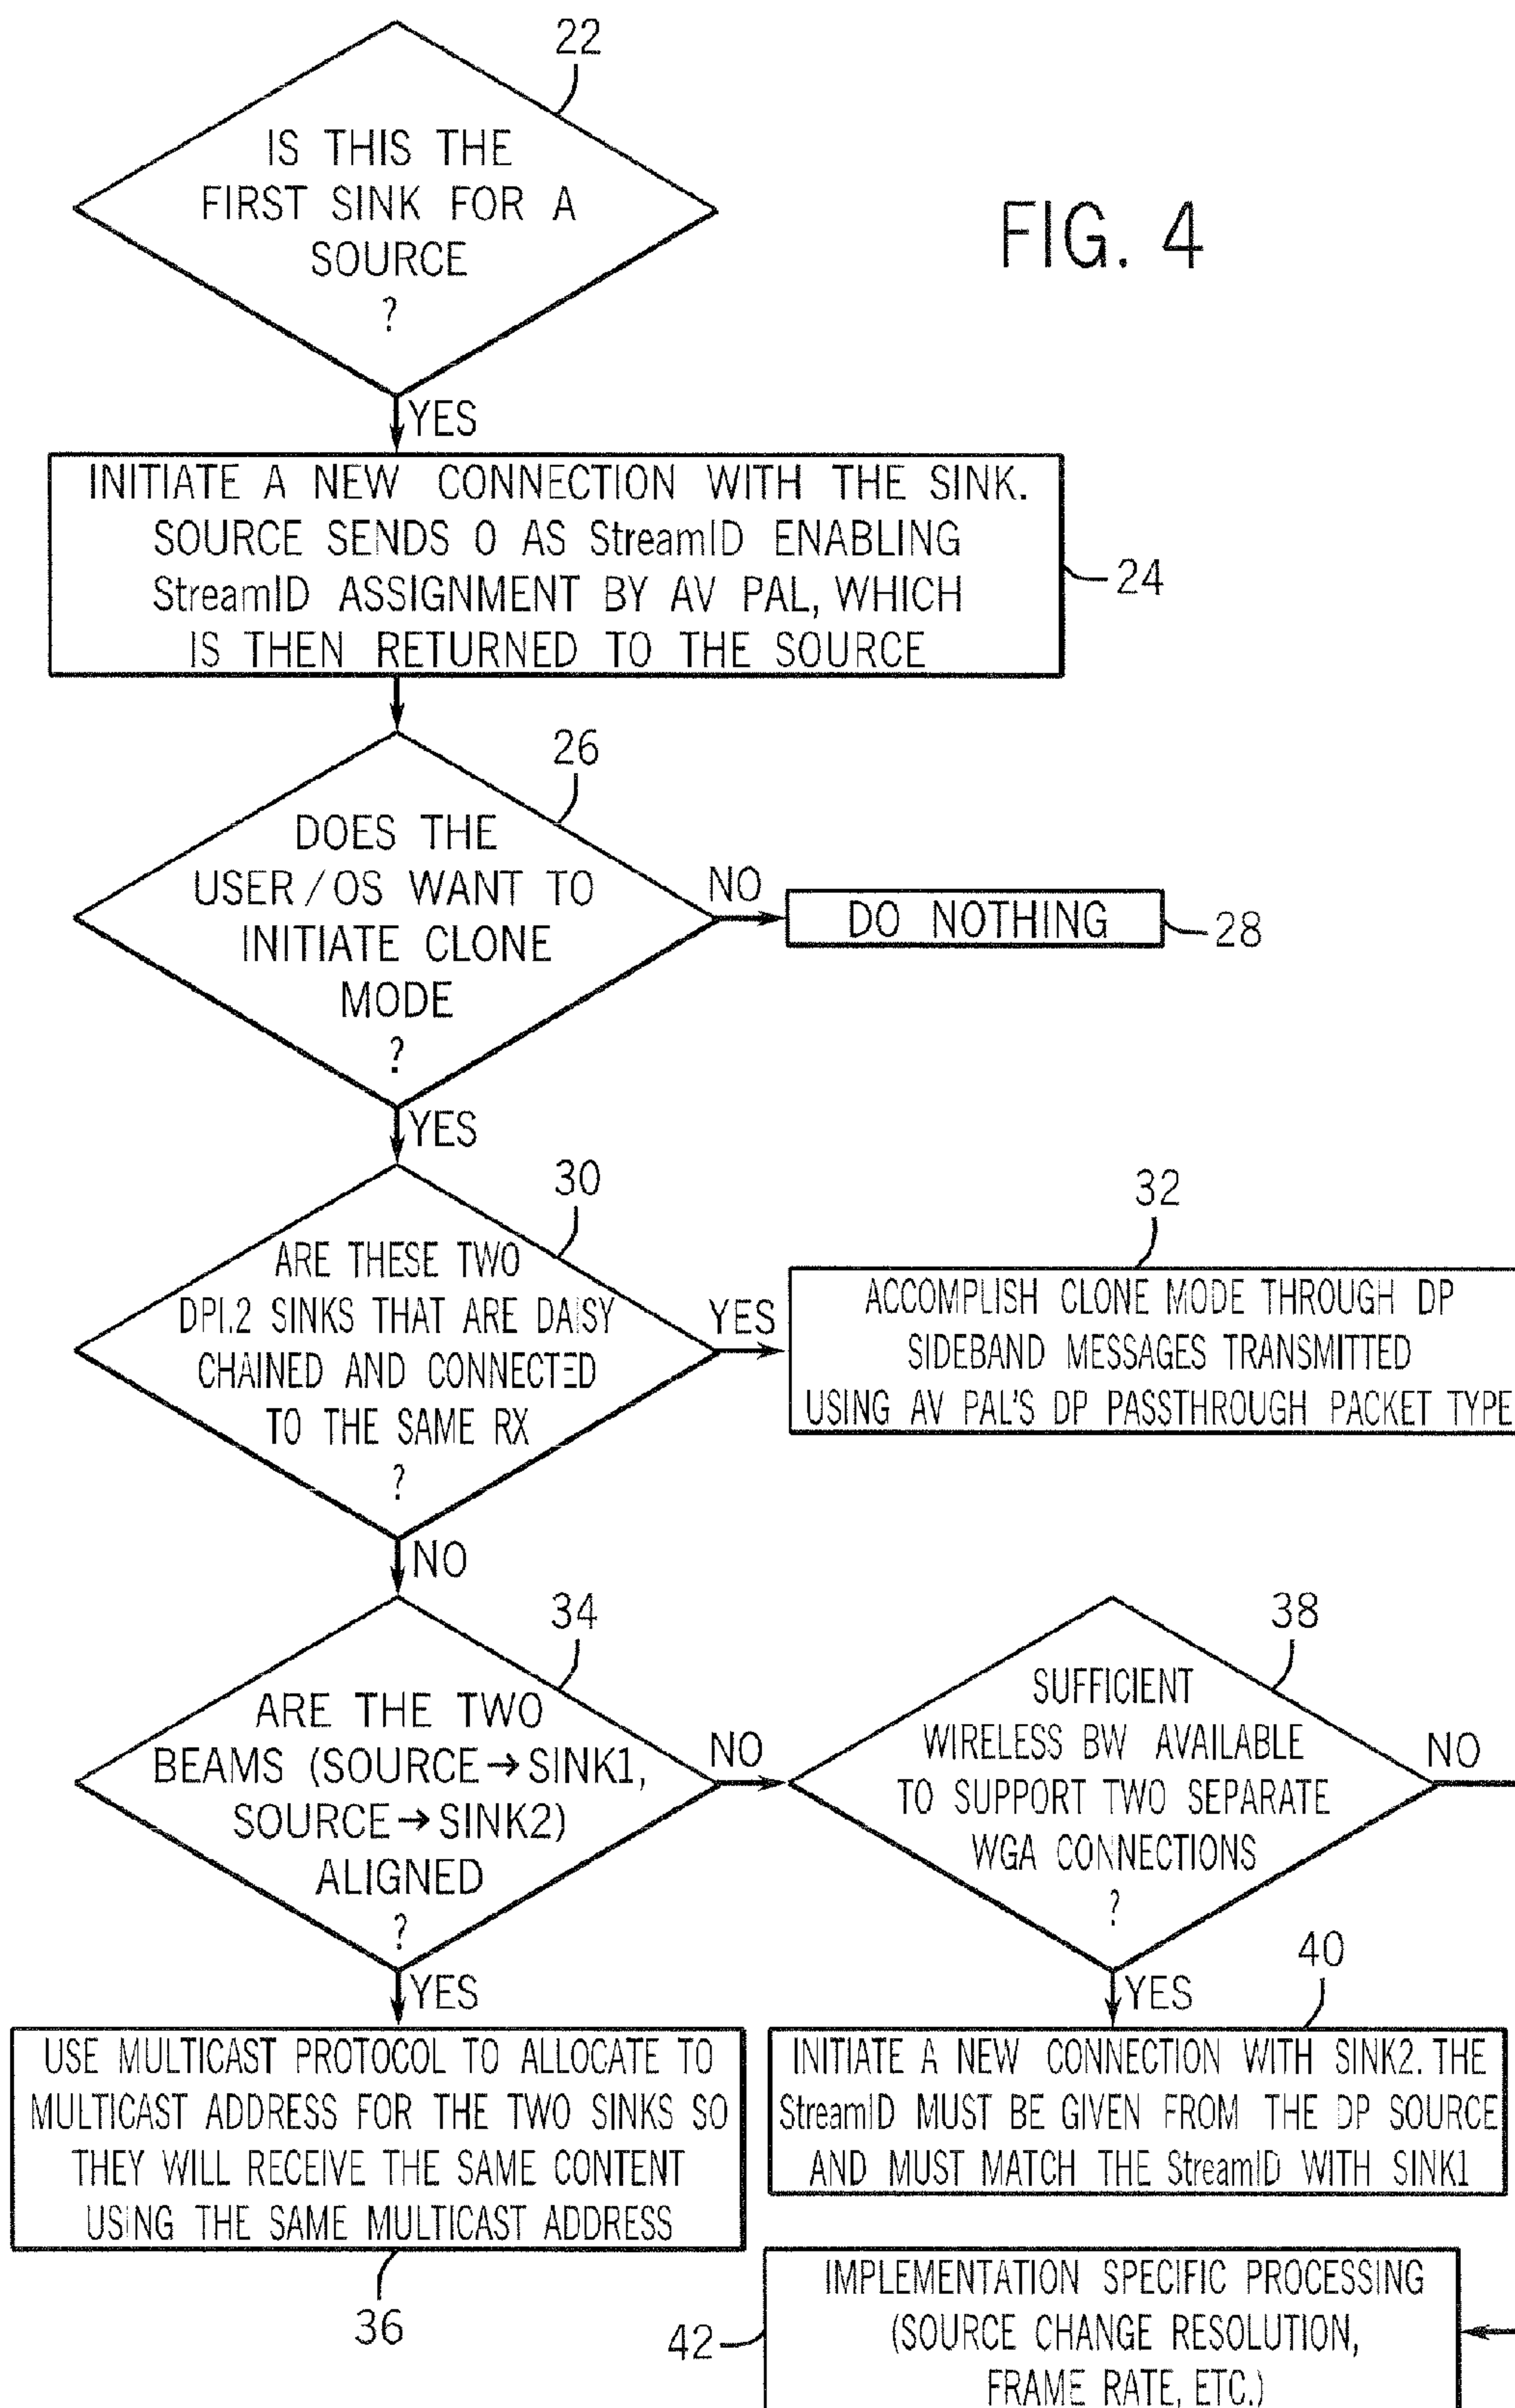 22
IS THIS THE
FIRST SINK FOR A
SOURCE
?
FIG. 4
YES
INITIATE A NEW CONNECTION WITH THE SINK.
SOURCE SENDS 0 AS StreamID ENABLING
StreamID ASSIGNMENT BY AV PAL, WHICH
IS THEN RETURNED TO THE SOURCE
24
26
DOES THE
USER/OS WANT TO
INITIATE CLONE
MODE
?
NO
DO NOTHING
28
YES
30
ARE THESE TWO
DP1.2 SINKS THAT ARE DAISY
CHAINED AND CONNECTED
TO THE SAME RX
?
YES
32
ACCOMPLISH CLONE MODE THROUGH DP
SIDEBAND MESSAGES TRANSMITTED
USING AV PAL'S DP PASSTHROUGH PACKET TYPE
NO
34
ARE THE TWO
BEAMS (SOURCE→SINK1,
SOURCE→SINK2)
ALIGNED
?
NO
38
SUFFICIENT
WIRELESS BW AVAILABLE
TO SUPPORT TWO SEPARATE
WGA CONNECTIONS
?
NO
YES
USE MULTICAST PROTOCOL TO ALLOCATE TO
MULTICAST ADDRESS FOR THE TWO SINKS SO
THEY WILL RECEIVE THE SAME CONTENT
USING THE SAME MULTICAST ADDRESS
36
YES
40
INITIATE A NEW CONNECTION WITH SINK2. THE
StreamID MUST BE GIVEN FROM THE DP SOURCE
AND MUST MATCH THE StreamID WITH SINK1
42
IMPLEMENTATION SPECIFIC PROCESSING
(SOURCE CHANGE RESOLUTION,
FRAME RATE, ETC.)